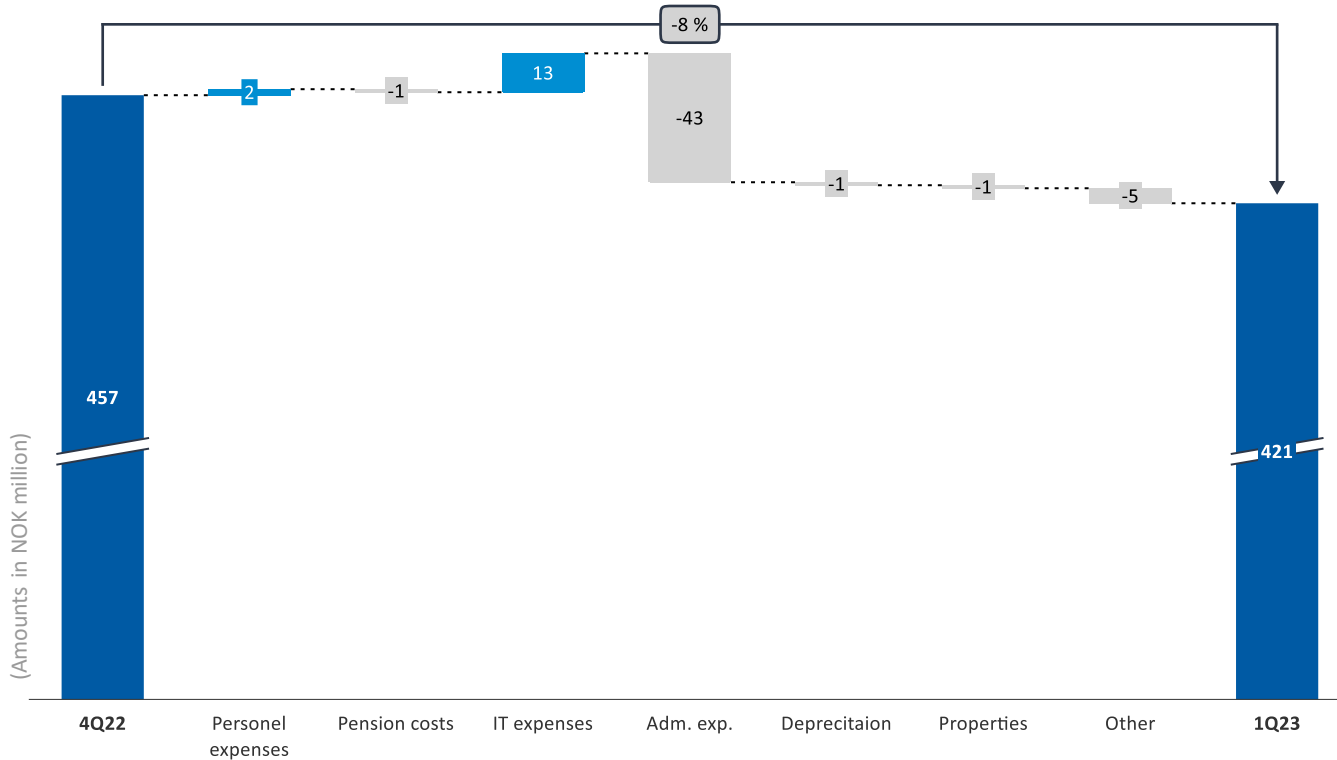 -8 %
2
-1
13
-43
-1
-1
-5
457
421
(Amounts in NOK million)
4Q22
Personel
expenses
Pension costs
IT expenses
Adm. exp.
Deprecitaion
Properties
Other
1Q23